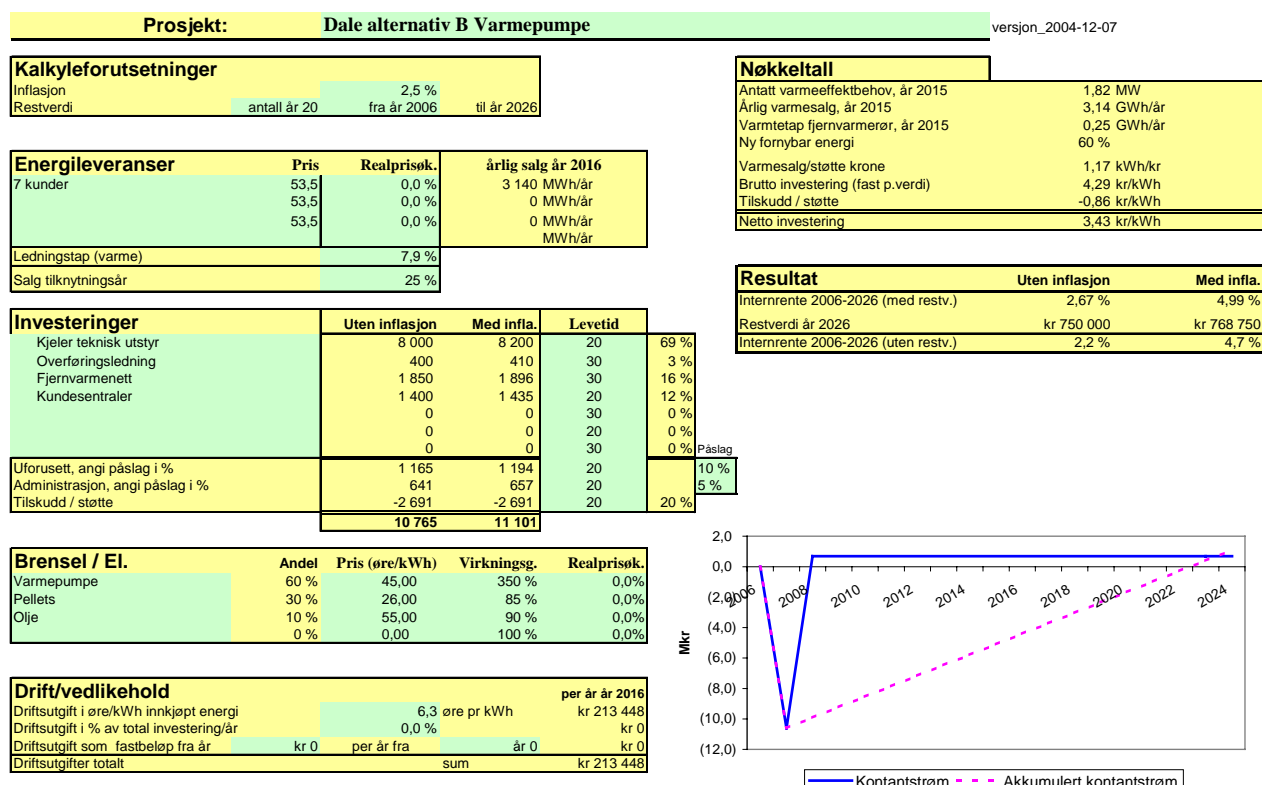 Prosjekt: Dale alternativ B Varmepumpe versjon_2004-12-07
Kalkyleforutsetninger
Inflasjon 2,5 %
Restverdi antall år 20 fra år 2006 til år 2026
Nøkkeltall
Antatt varmeeffektbehov, år 2015 1,82 MW
Årlig varmesalg, år 2015 3,14 GWh/år
Varmtetap fjernvarmerør, år 2015 0,25 GWh/år
Ny fornybar energi 60 %
Varmesalg/støtte krone 1,17 kWh/kr
Brutto investering (fast p.verdi) 4,29 kr/kWh
Tilskudd / støtte -0,86 kr/kWh
Netto investering 3,43 kr/kWh
Energileveranser Pris Realprisøk. årlig salg år 2016
7 kunder 53,5 0,0 % 3 140 MWh/år
53,5 0,0 % 0 MWh/år
53,5 0,0 % 0 MWh/år
MWh/år
Ledningstap (varme) 7,9 %
Salg tilknytningsår 25 %
Resultat Uten inflasjon Med infla.
Internrente 2006-2026 (med restv.) 2,67 % 4,99 %
Restverdi år 2026 kr 750 000 kr 768 750
Internrente 2006-2026 (uten restv.) 2,2 % 4,7 %
Investeringer Uten inflasjon Med infla. Levetid
Kjeler teknisk utstyr 8 000 8 200 20 69 %
Overføringsledning 400 410 30 3 %
Fjernvarmenett 1 850 1 896 30 16 %
Kundesentraler 1 400 1 435 20 12 %
0 0 30 0 %
0 0 20 0 %
0 0 30 0 % Påslag
Uforusett, angi påslag i % 1 165 1 194 20 10 %
Administrasjon, angi påslag i % 641 657 20 5 %
Tilskudd / støtte -2 691 -2 691 20 20 %
10 765 11 101
Brensel / El. Andel Pris (øre/kWh) Virkningsg. Realprisøk.
Varmepumpe 60 % 45,00 350 % 0,0%
Pellets 30 % 26,00 85 % 0,0%
Olje 10 % 55,00 90 % 0,0%
0 % 0,00 100 % 0,0%
Drift/vedlikehold per år år 2016
Driftsutgift i øre/kWh innkjøpt energi 6,3 øre pr kWh kr 213 448
Driftsutgift i % av total investering/år 0,0 % kr 0
Driftsutgift som fastbeløp fra år kr 0 per år fra år 0 kr 0
Driftsutgifter totalt sum kr 213 448
2,0
0,0
(2,0)
(4,0)
(6,0)
(8,0)
(10,0)
(12,0)
Mkr
2006 2008 2010 2012 2014 2016 2018 2020 2022 2024
Kontantstrøm Akkumulert kontantstrøm